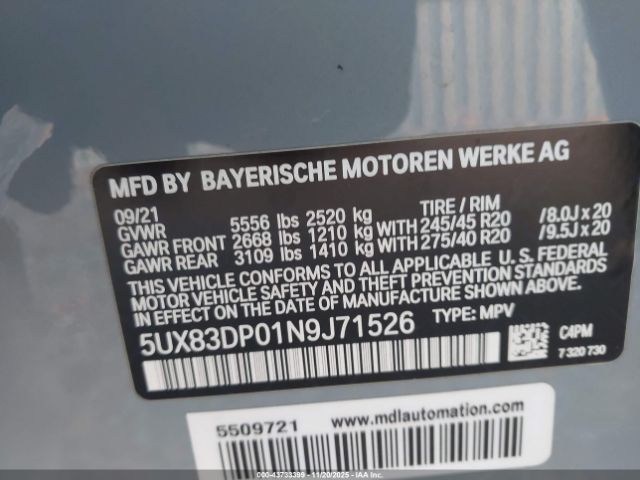 MFD BY BAYERISCHE MOTOREN WERKE AG
09/21 TIRE / RIM
GVWR 5556 lbs 2520 kg
GAWR FRONT 2668 lbs 1210 kg WITH 245/45 R20 /8.0J x 20
GAWR REAR 3109 lbs 1410 kg WITH 275/40 R20 /9.5J x 20
THIS VEHICLE CONFORMS TO ALL APPLICABLE U. S. FEDERAL
MOTOR VEHICLE SAFETY AND THEFT PREVENTION
STANDARDS IN EFFECT ON THE DATE OF MANUFACTURE
SHOWN ABOVE.
5UX83DP01N9J71526 TYPE: MPV
C4PM
7 320 730
5509721 www.mdlautomation.com
000-43733399 • 11/20/2025 • IAA, Inc.